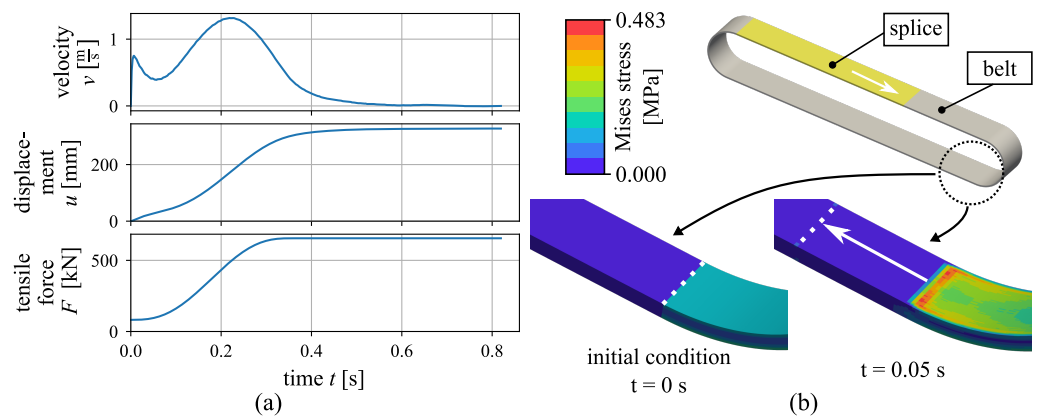 velocity
v [m/s]
1
0
displace-
ment
u [mm]
200
0
tensile
force
F [kN]
500
0
0.0 0.2 0.4 0.6 0.8
time t [s]
(a)
0.483
Mises stress
[MPa]
0.000
splice
belt
initial condition
t = 0 s
t = 0.05 s
(b)